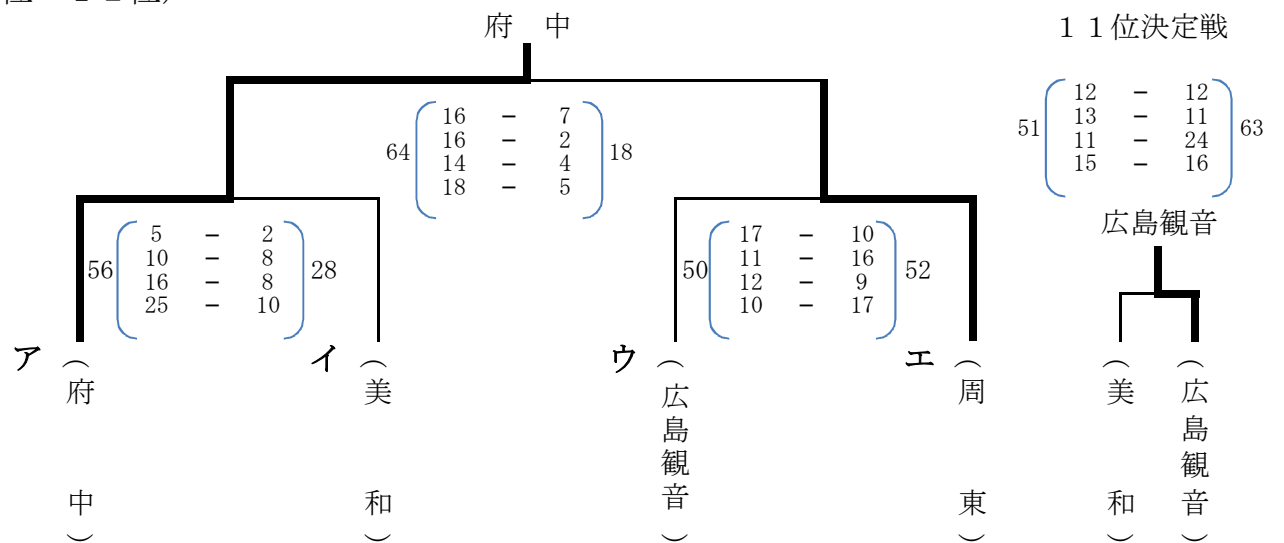 府 中
11位決定戦
64
16 － 7
16 － 2
14 － 4
18 － 5
18
51
12 － 12
13 － 11
11 － 24
15 － 16
63
56
5 － 2
10 － 8
16 － 8
25 － 10
28
50
17 － 10
11 － 16
12 － 9
10 － 17
52
広島観音
ア
(府 中)
イ
(美 和)
ウ
(広島観音)
エ
(周 東)
(美 和)
(広島観音)